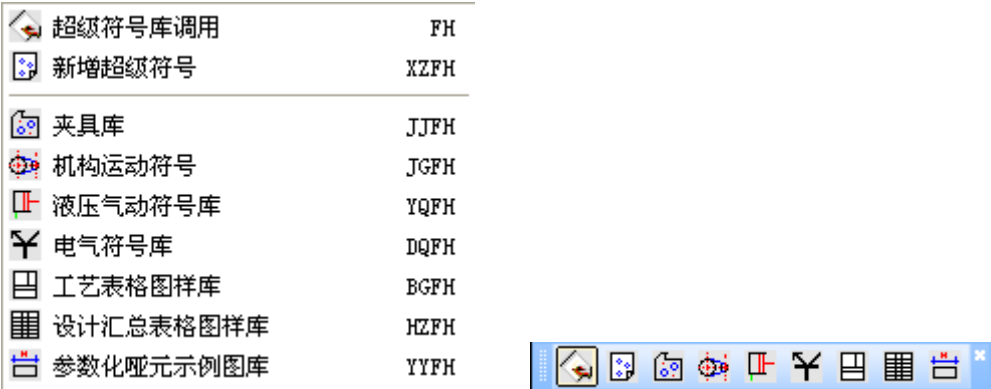 超级符号库调用 FH
新增超级符号 XZFH
夹具库 JJFH
机构运动符号 JGFH
液压气动符号库 YQFH
电气符号库 DQFH
工艺表格图样库 BGFH
设计汇总表格图样库 HZFH
参数化哑元示例图库 YYFH